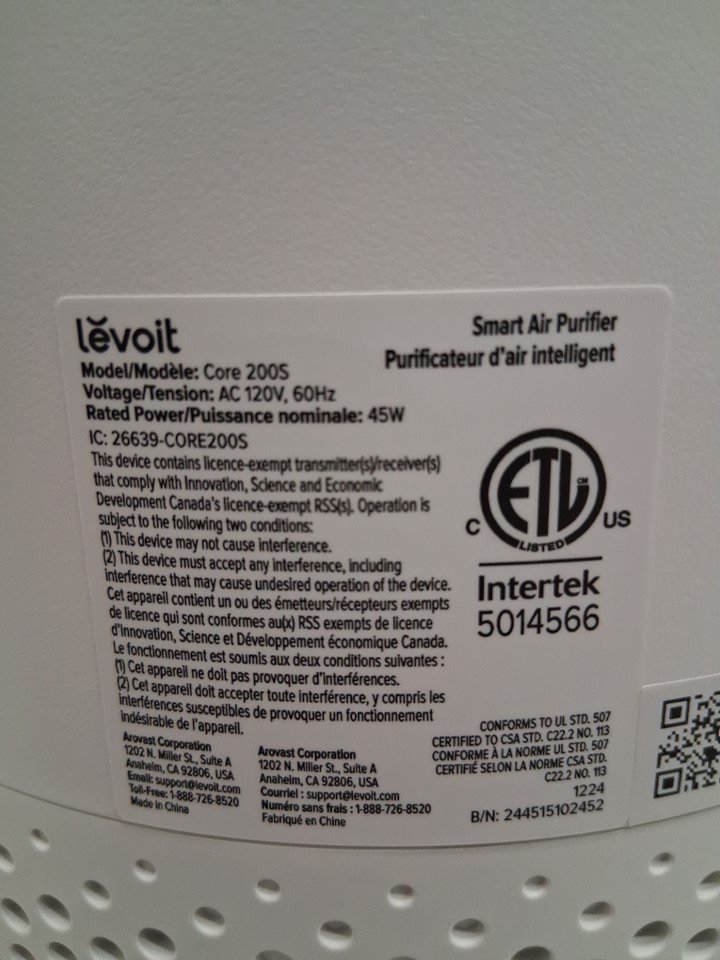 lĕvoit
Smart Air Purifier
Purificateur d'air intelligent
Model/Modèle: Core 200S
Voltage/Tension: AC 120V, 60Hz
Rated Power/Puissance nominale: 45W
IC: 26639-CORE200S
This device contains licence-exempt transmitter(s)/receiver(s)
that comply with Innovation, Science and Economic
Development Canada's licence-exempt RSS(s). Operation is
subject to the following two conditions:
(1) This device may not cause interference.
(2) This device must accept any interference, including
interference that may cause undesired operation of the device.
Cet appareil contient un ou des émetteurs/récepteurs exempts
de licence qui sont conformes au(x) RSS exempts de licence
d'Innovation, Science et Développement économique Canada.
Le fonctionnement est soumis aux deux conditions suivantes :
(1) Cet appareil ne doit pas provoquer d'interférences.
(2) Cet appareil doit accepter toute interférence, y compris les
interférences susceptibles de provoquer un fonctionnement
indésirable de l'appareil.
ETL
CM
C
US
LISTED
Intertek
5014566
Arovast Corporation
1202 N. Miller St., Suite A
Anaheim, CA 92806, USA
Email: support@levoit.com
Toll-Free: 1-888-726-8520
Made in China
Arovast Corporation
1202 N. Miller St., Suite A
Anaheim, CA 92806, USA
Courriel : support@levoit.com
Numéro sans frais : 1-888-726-8520
Fabriqué en Chine
CONFORMS TO UL STD. 507
CERTIFIED TO CSA STD. C22.2 NO. 113
CONFORME À LA NORME UL STD. 507
CERTIFIÉ SELON LA NORME CSA STD.
C22.2 NO. 113
1224
B/N: 244515102452